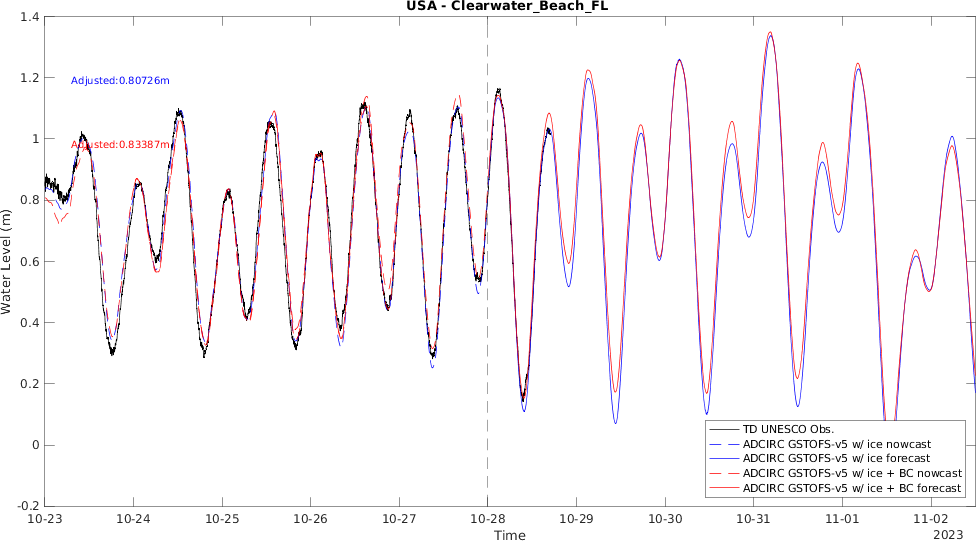 USA - Clearwater_Beach_FL
1.4
1.2
1
0.8
0.6
0.4
0.2
0
-0.2
Water Level (m)
Adjusted:0.80726m
Adjusted:0.83387m
TD UNESCO Obs.
ADCIRC GSTOFS-v5 w/ ice nowcast
ADCIRC GSTOFS-v5 w/ ice forecast
ADCIRC GSTOFS-v5 w/ ice + BC nowcast
ADCIRC GSTOFS-v5 w/ ice + BC forecast
10-23 10-24 10-25 10-26 10-27 10-28 10-29 10-30 10-31 11-01 11-02
Time
2023